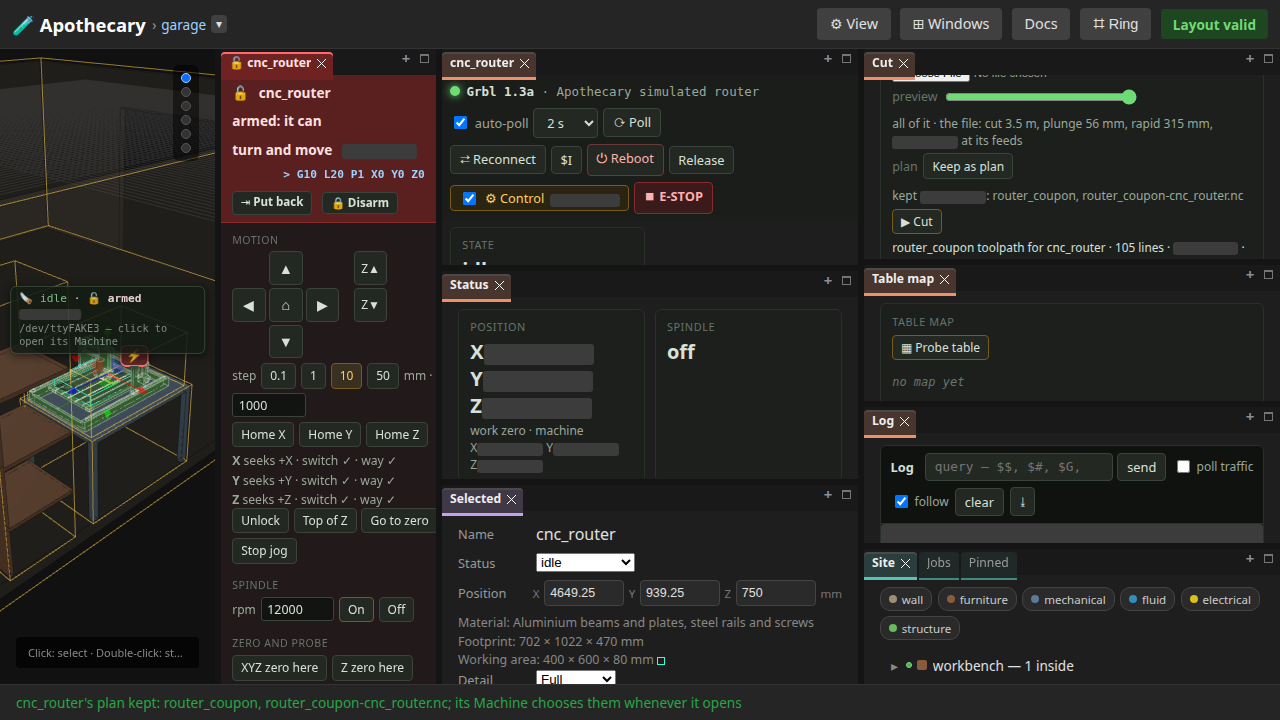 🧪 Apothecary › garage ▾
⚙ View
⊞ Windows
Docs
⌗ Ring
Layout valid
idle · 🔓 armed
/dev/ttyFAKE3 — click to
open its Machine
Click: select · Double-click: st…
🔓 cnc_router
🔓 cnc_router
armed: it can
turn and move
> G10 L20 P1 X0 Y0 Z0
⇥ Put back
🔒 Disarm
MOTION
▲ Z▲
◀ ⌂ ▶ Z▼
▼
step 0.1 1 10 50 mm ·
1000
Home X Home Y Home Z
X seeks +X · switch ✓ · way ✓
Y seeks +Y · switch ✓ · way ✓
Z seeks +Z · switch ✓ · way ✓
Unlock Top of Z Go to zero
Stop jog
SPINDLE
rpm 12000 On Off
ZERO AND PROBE
XYZ zero here Z zero here
cnc_router
Grbl 1.3a · Apothecary simulated router
auto-poll 2 s ⟳ Poll
⇄ Reconnect $I ⏻ Reboot Release
⚙ Control ■ E-STOP
STATE
Status
POSITION
X
Y
Z
work zero · machine
X Y
Z
SPINDLE
off
Selected
Name cnc_router
Status idle
Position X 4649.25 Y 939.25 Z 750 mm
Material: Aluminium beams and plates, steel rails and screws
Footprint: 702 × 1022 × 470 mm
Working area: 400 × 600 × 80 mm
Detail Full
Cut
preview
all of it · the file: cut 3.5 m, plunge 56 mm, rapid 315 mm,
at its feeds
plan Keep as plan
kept : router_coupon, router_coupon-cnc_router.nc
▶ Cut
router_coupon toolpath for cnc_router · 105 lines · ·
Table map
TABLE MAP
▦ Probe table
no map yet
Log
Log query — $$, $#, $G, send poll traffic
follow clear ⭳
Site Jobs Pinned
wall furniture mechanical fluid electrical
structure
▸ workbench — 1 inside
cnc_router's plan kept: router_coupon, router_coupon-cnc_router.nc; its Machine chooses them whenever it opens